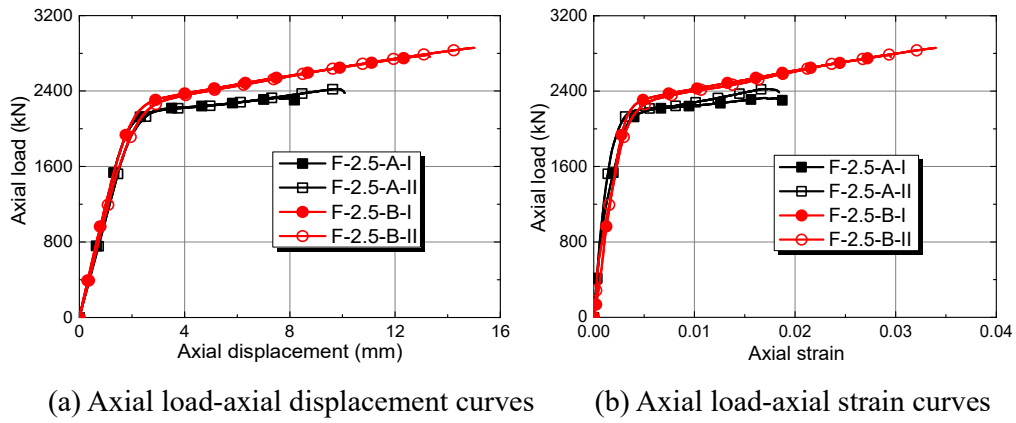 3200
2400
1600
800
0
Axial load (kN)
F-2.5-A-I
F-2.5-A-II
F-2.5-B-I
F-2.5-B-II
0 4 8 12 16
Axial displacement (mm)
(a) Axial load-axial displacement curves
3200
2400
1600
800
0
Axial load (kN)
F-2.5-A-I
F-2.5-A-II
F-2.5-B-I
F-2.5-B-II
0.00 0.01 0.02 0.03 0.04
Axial strain
(b) Axial load-axial strain curves